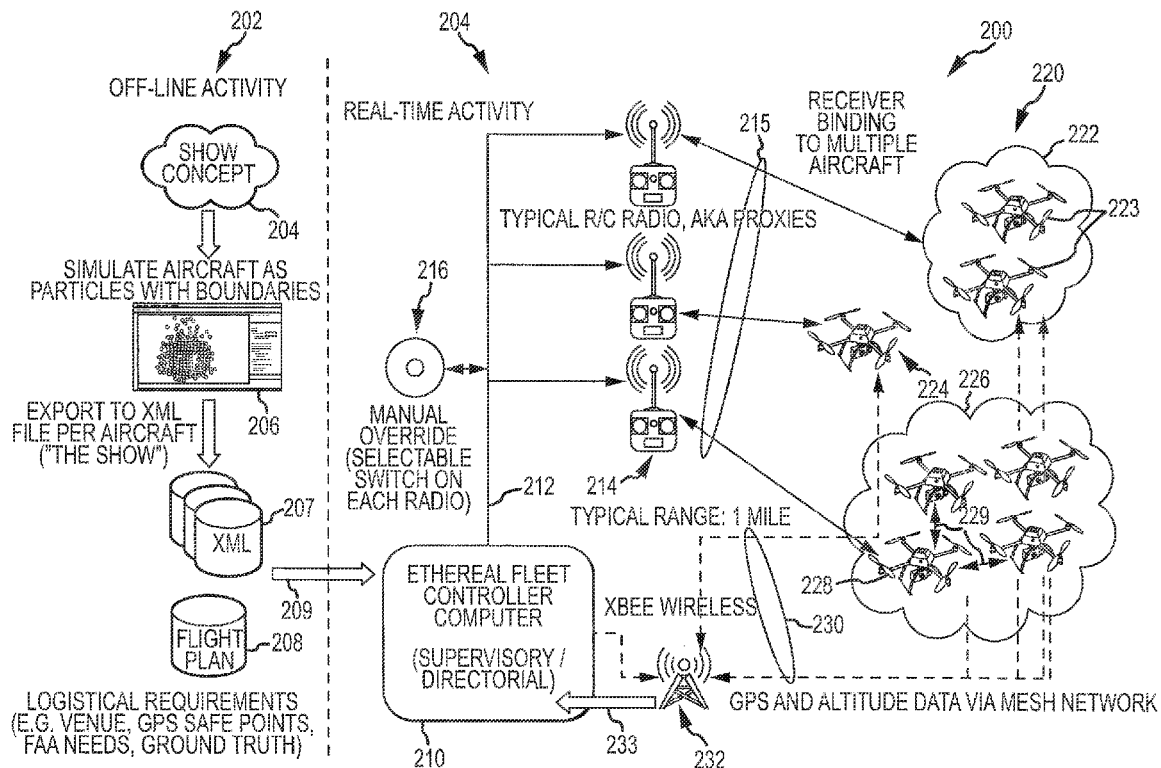 202
OFF-LINE ACTIVITY
SHOW
CONCEPT
204
SIMULATE AIRCRAFT AS
PARTICLES WITH BOUNDARIES
206
EXPORT TO XML
FILE PER AIRCRAFT
("THE SHOW")
207
XML
209
FLIGHT
PLAN
208
LOGISTICAL REQUIREMENTS
(E.G. VENUE, GPS SAFE POINTS,
FAA NEEDS, GROUND TRUTH)
204
REAL-TIME ACTIVITY
216
MANUAL
OVERRIDE
(SELECTABLE
SWITCH ON
EACH RADIO)
212
ETHEREAL FLEET
CONTROLLER
COMPUTER
(SUPERVISORY /
DIRECTORIAL)
210
233
TYPICAL R/C RADIO, AKA PROXIES
214
215
TYPICAL RANGE: 1 MILE
XBEE WIRELESS
230
232
GPS AND ALTITUDE DATA VIA MESH NETWORK
200
RECEIVER
BINDING
TO MULTIPLE
AIRCRAFT
220
222
223
224
226
229
228